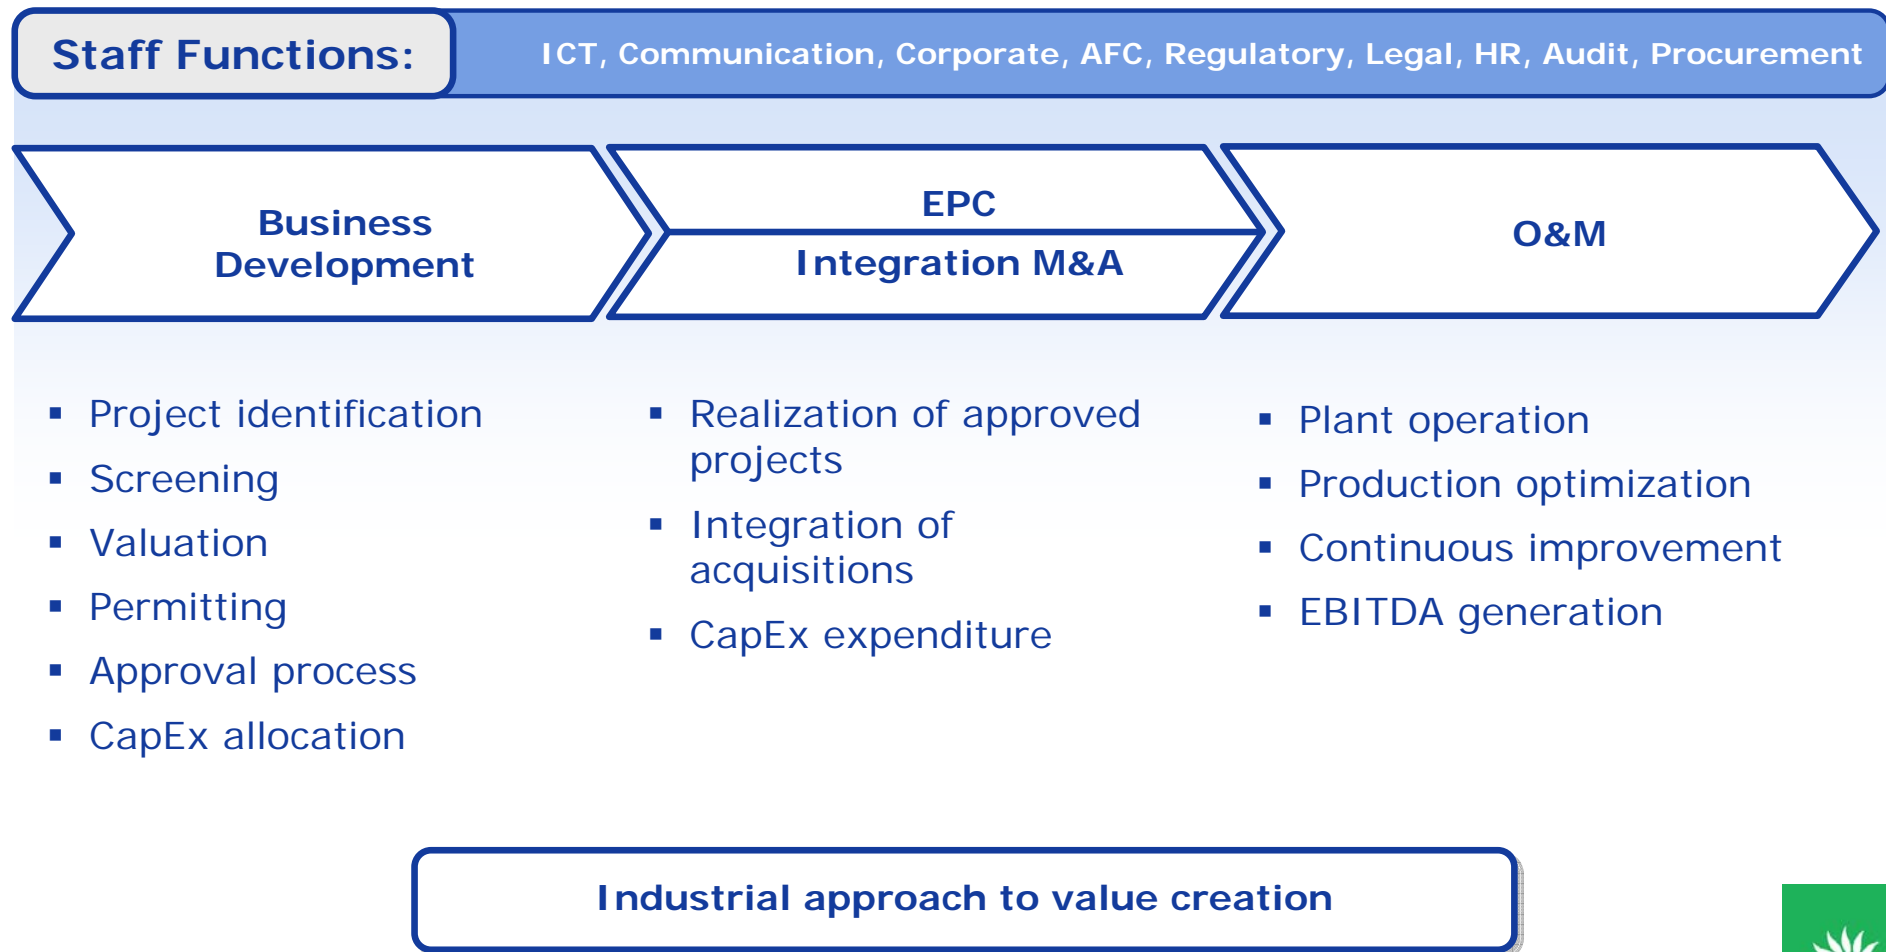 Staff Functions:
ICT, Communication, Corporate, AFC, Regulatory, Legal, HR, Audit, Procurement
Business
Development
EPC
Integration M&A
O&M
▪ Project identification
▪ Screening
▪ Valuation
▪ Permitting
▪ Approval process
▪ CapEx allocation
▪ Realization of approved
projects
▪ Integration of
acquisitions
▪ CapEx expenditure
▪ Plant operation
▪ Production optimization
▪ Continuous improvement
▪ EBITDA generation
Industrial approach to value creation